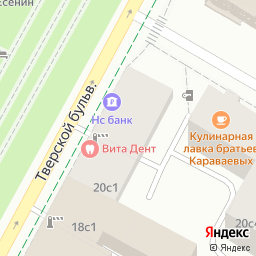 Есенин
Тверской бульв.
Нс банк
Вита Дент
Кулинарная
лавка братьев
Караваевых
20с1
18с1
20с
Яндекс